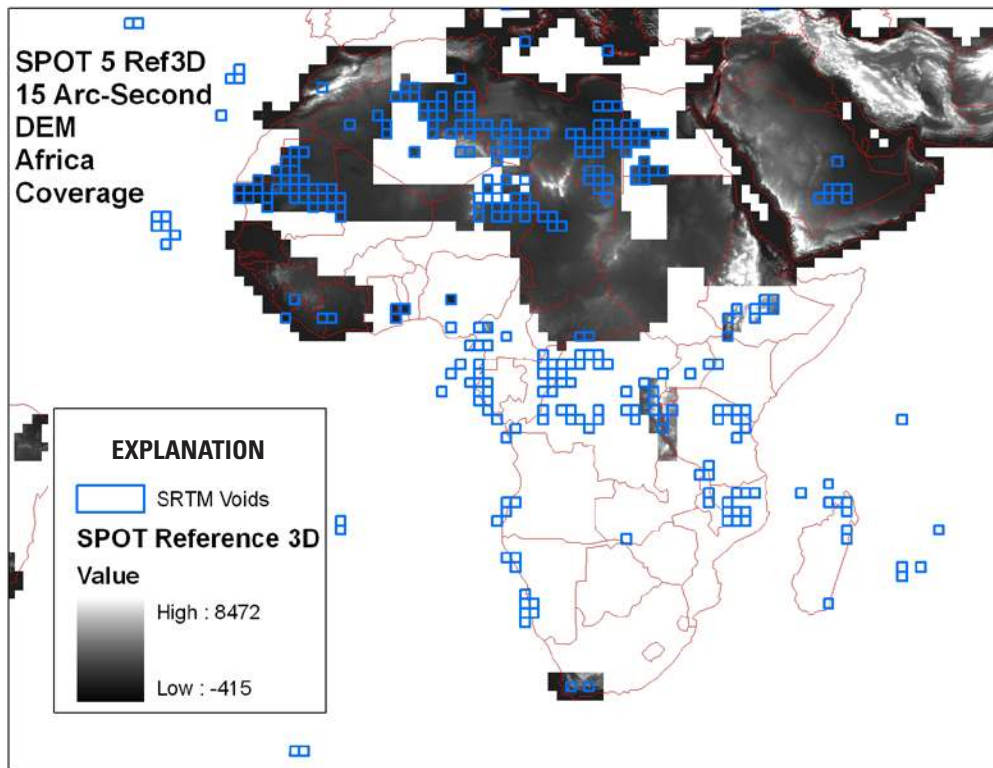 SPOT 5 Ref3D
15 Arc-Second
DEM
Africa
Coverage
EXPLANATION
SRTM Voids
SPOT Reference 3D
Value
High : 8472
Low : -415